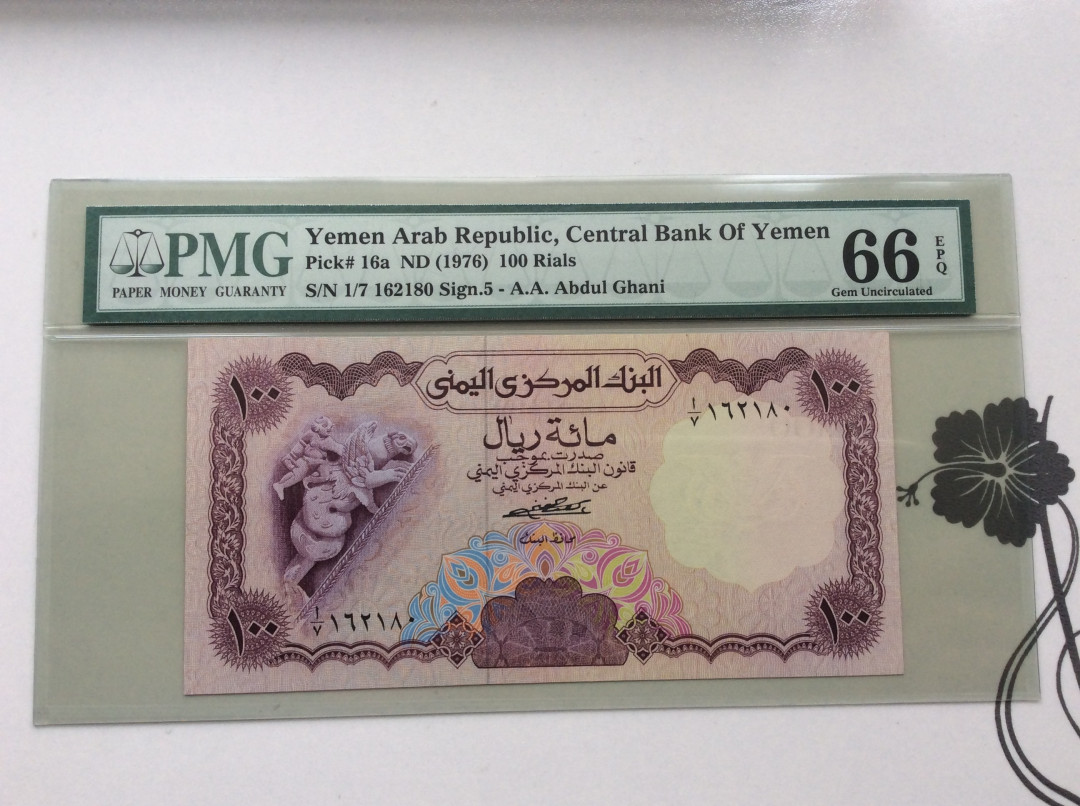 PMG
PAPER MONEY GUARANTY
Yemen Arab Republic, Central Bank Of Yemen
Pick# 16a ND (1976) 100 Rials
S/N 1/7 162180 Sign.5 - A.A. Abdul Ghani
66
EPQ
Gem Uncirculated
١٠٠
البنك المركزي اليمني
١٠٠
١/٧ ١٦٢١٨٠
مائة ريال
صدرت بموجب
قانون البنك المركزي اليمني
عن البنك المركزي اليمني
محافظ البنك
١/٧ ١٦٢١٨٠
١٠٠
١٠٠